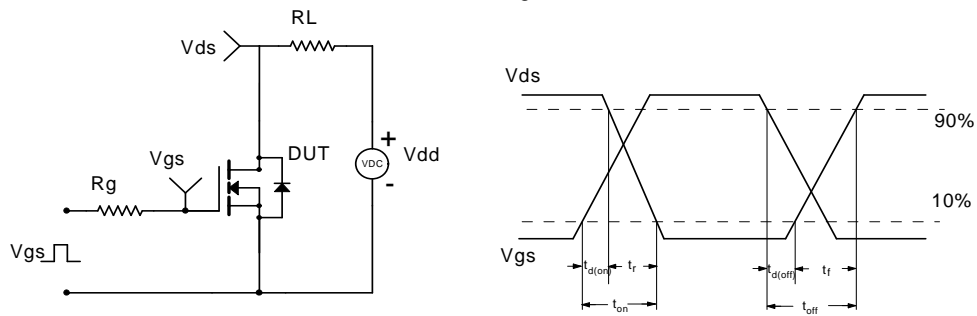 RL
Vds
Vgs
DUT
VDC
+
-
Vdd
Rg
Vgs
Vds
90%
10%
Vgs
td(on)
tr
ton
td(off)
tf
toff